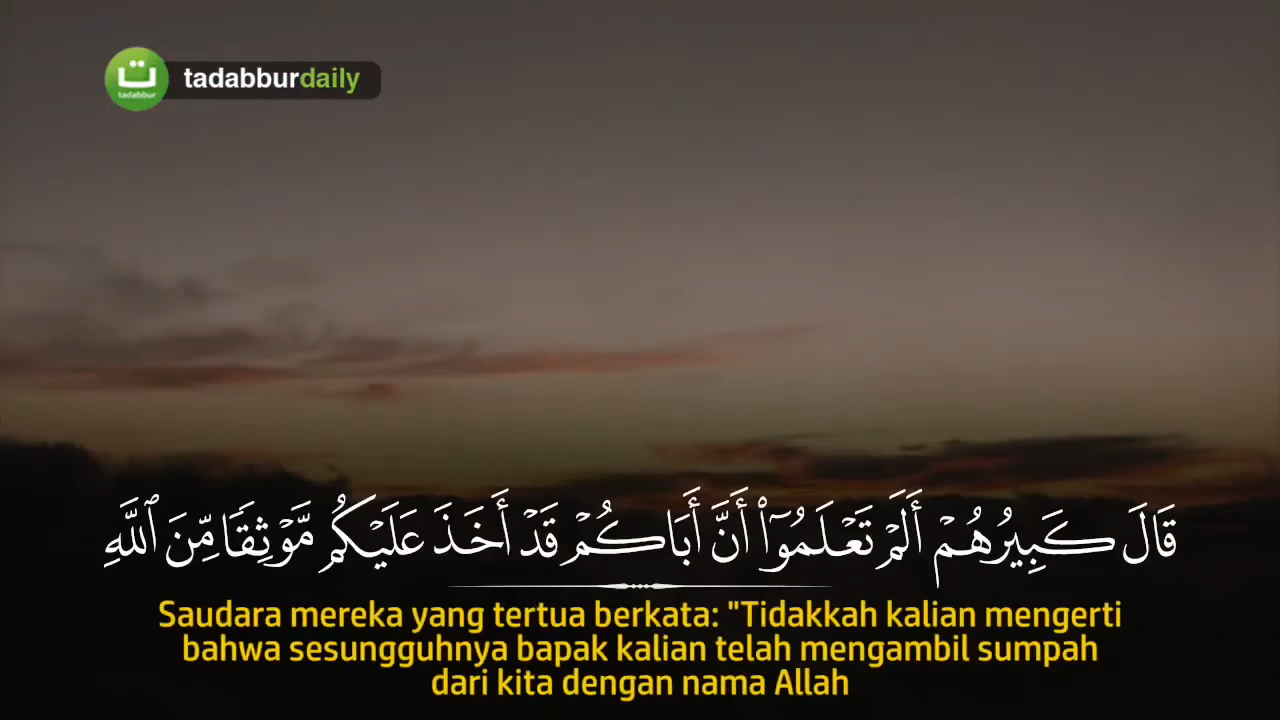 ت
tadabbur
tadabburdaily
قَالَ كَبِيرُهُمْ أَلَمْ تَعْلَمُوٓا۟ أَنَّ أَبَاكُمْ قَدْ أَخَذَ عَلَيْكُم مَّوْثِقًا مِّنَ ٱللَّهِ
Saudara mereka yang tertua berkata: "Tidakkah kalian mengerti
bahwa sesungguhnya bapak kalian telah mengambil sumpah
dari kita dengan nama Allah